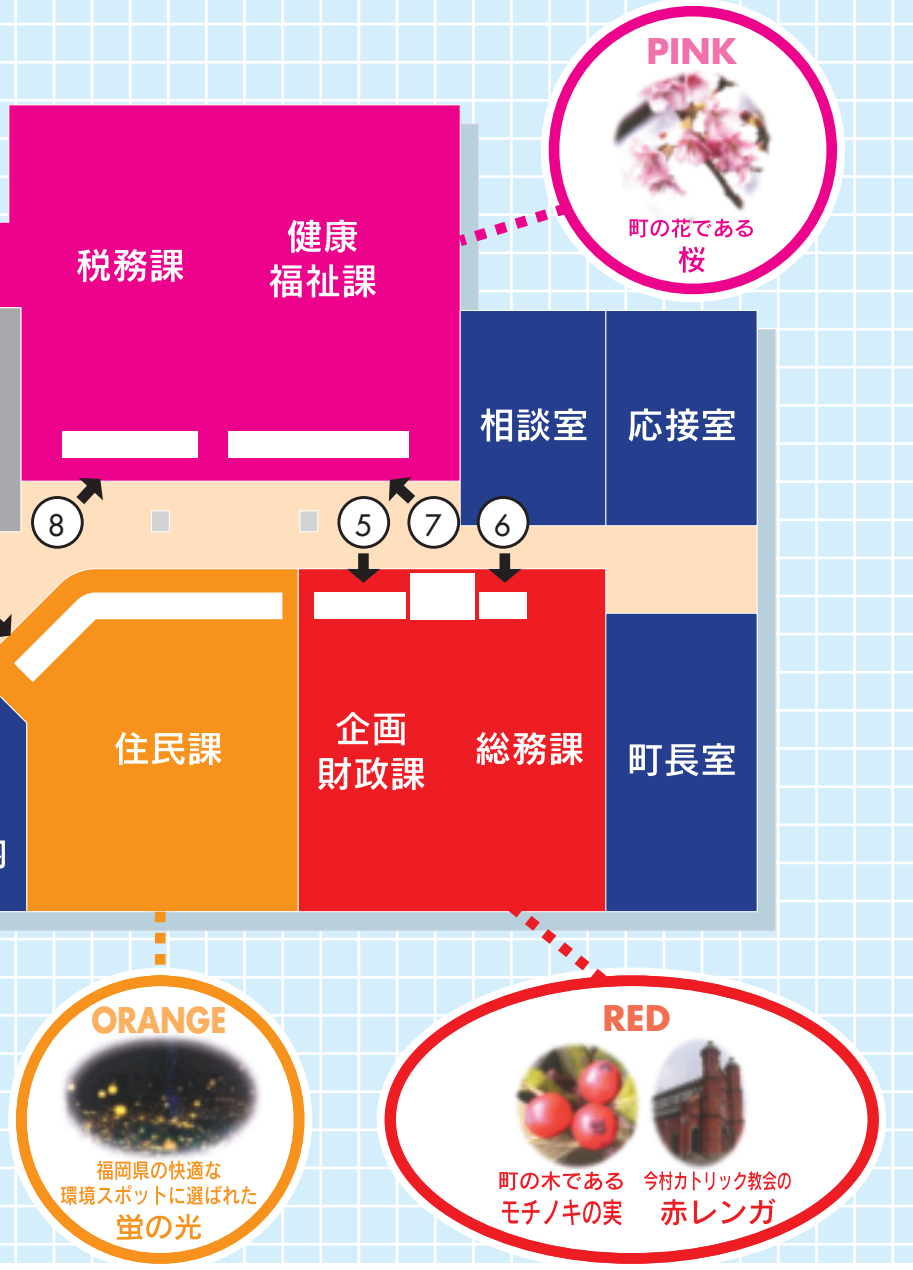 PINK
町の花である
桜
税務課
健康
福祉課
相談室
応接室
8
5
7
6
住民課
企画
財政課
総務課
町長室
ORANGE
福岡県の快適な
環境スポットに選ばれた
蛍の光
RED
町の木である
モチノキの実
今村カトリック教会の
赤レンガ